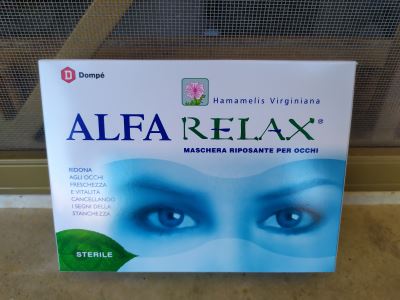 Dompé
Hamamelis Virginiana
ALFA RELAX®
MASCHERA RIPOSANTE PER OCCHI
RIDONA
AGLI OCCHI
FRESCHEZZA
E VITALITÀ
CANCELLANDO
I SEGNI DELLA
STANCHEZZA
STERILE